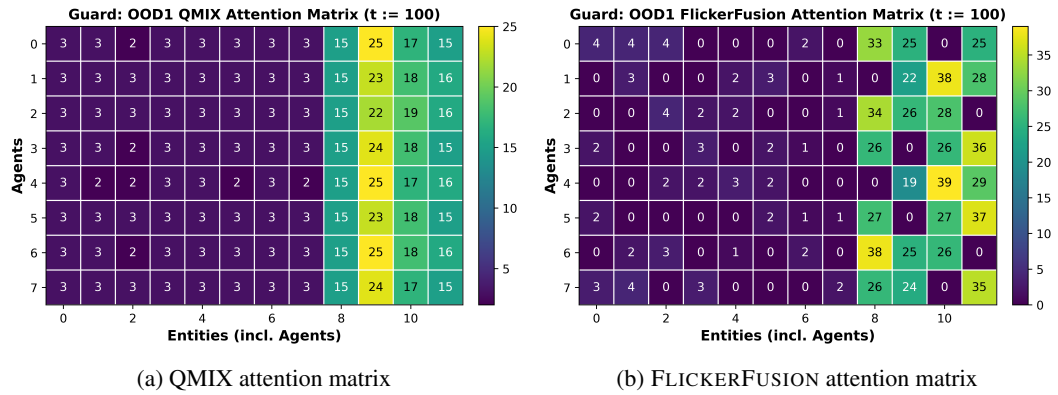 Guard: OOD1 QMIX Attention Matrix (t := 100)
0 3 3 2 3 3 3 3 3 15 25 17 15
1 3 3 3 3 3 3 3 3 15 23 18 16
2 3 3 3 3 3 3 3 3 15 22 19 16
3 3 3 2 3 3 3 3 3 15 24 18 15
4 3 2 2 3 3 2 3 2 15 25 17 16
5 3 3 3 3 3 3 3 3 15 23 18 15
6 3 3 2 3 3 3 3 3 15 25 18 16
7 3 3 3 3 3 3 3 3 15 24 17 15
0 2 4 6 8 10
Agents
Entities (incl. Agents)
25
20
15
10
5
(a) QMIX attention matrix
Guard: OOD1 FlickerFusion Attention Matrix (t := 100)
0 4 4 4 0 0 0 2 0 33 25 0 25
1 0 3 0 0 2 3 0 1 0 22 38 28
2 0 0 4 2 2 0 0 1 34 26 28 0
3 2 0 0 3 0 2 1 0 26 0 26 36
4 0 0 2 2 3 2 0 0 0 19 39 29
5 2 0 0 0 0 2 1 1 27 0 27 37
6 0 2 3 0 1 0 2 0 38 25 26 0
7 3 4 0 3 0 0 0 2 26 24 0 35
0 2 4 6 8 10
Agents
Entities (incl. Agents)
35
30
25
20
15
10
5
0
(b) FLICKERFUSION attention matrix